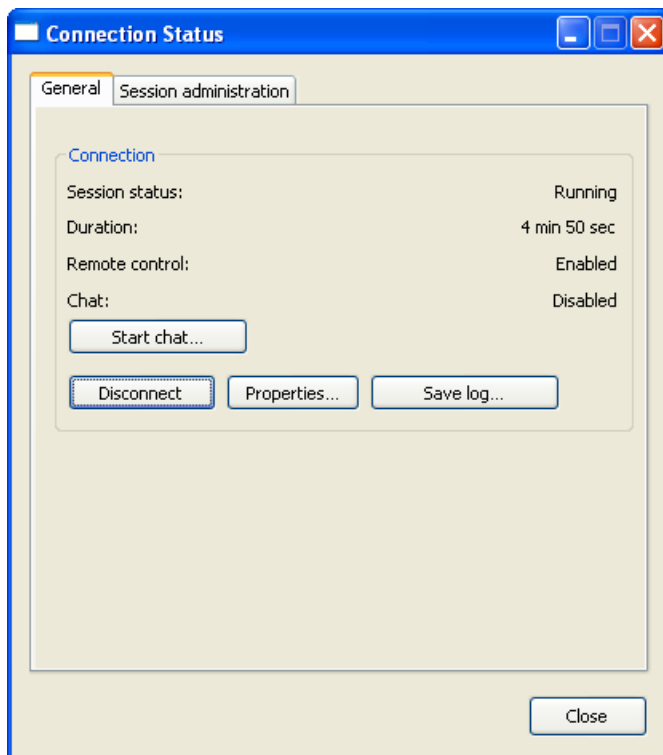 Connection Status
General Session administration
Connection
Session status: Running
Duration: 4 min 50 sec
Remote control: Enabled
Chat: Disabled
Start chat...
Disconnect Properties... Save log...
Close